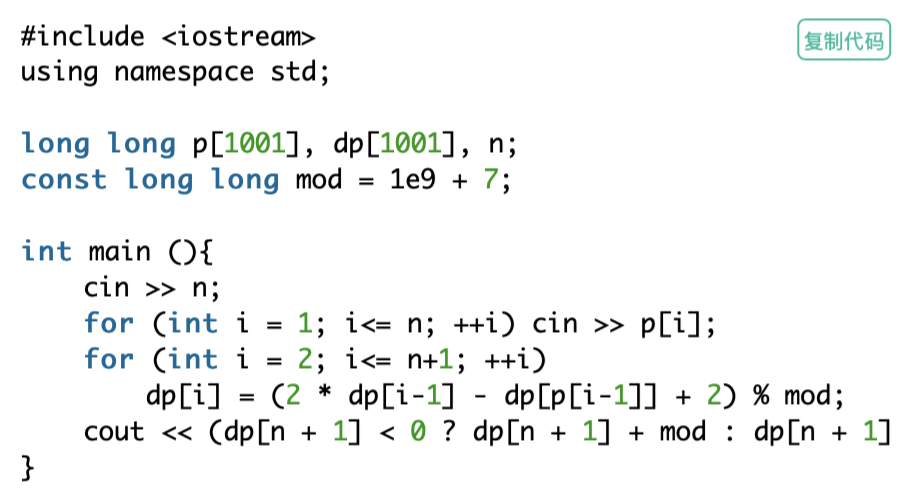 #include <iostream>
复制代码
using namespace std;
long long p[1001], dp[1001], n;
const long long mod = 1e9 + 7;
int main (){
    cin >> n;
    for (int i = 1; i<= n; ++i) cin >> p[i];
    for (int i = 2; i<= n+1; ++i)
        dp[i] = (2 * dp[i-1] - dp[p[i-1]] + 2) % mod;
    cout << (dp[n + 1] < 0 ? dp[n + 1] + mod : dp[n + 1]
}